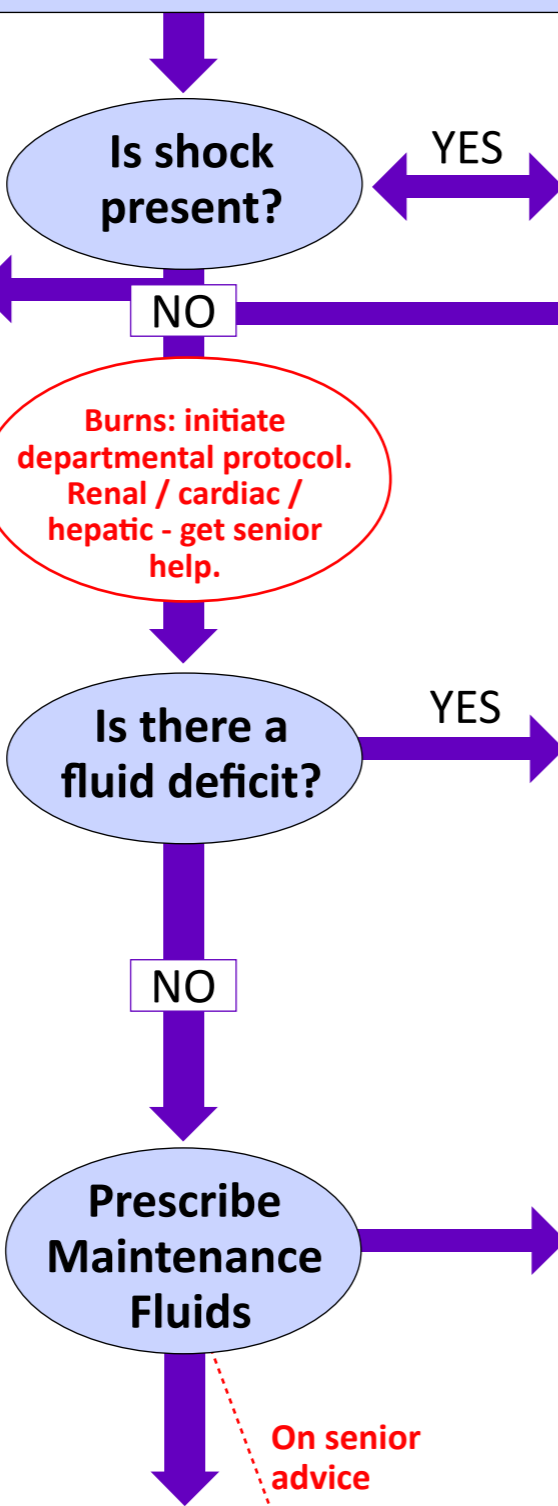 Is shock
present?
YES
NO
Burns: initiate
departmental protocol.
Renal / cardiac /
hepatic - get senior
help.
Is there a
fluid deficit?
YES
NO
Prescribe
Maintenance
Fluids
On senior
advice